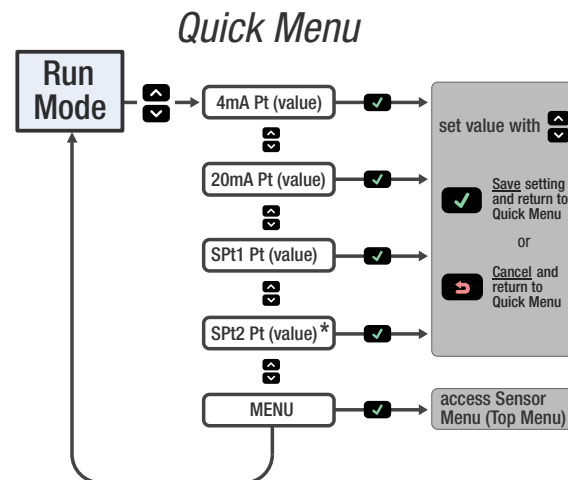 Quick Menu
Run
Mode
4mA Pt (value)
20mA Pt (value)
SPt1 Pt (value)
SPt2 Pt (value)*
MENU
set value with
Save setting
and return to
Quick Menu
or
Cancel and
return to
Quick Menu
access Sensor
Menu (Top Menu)